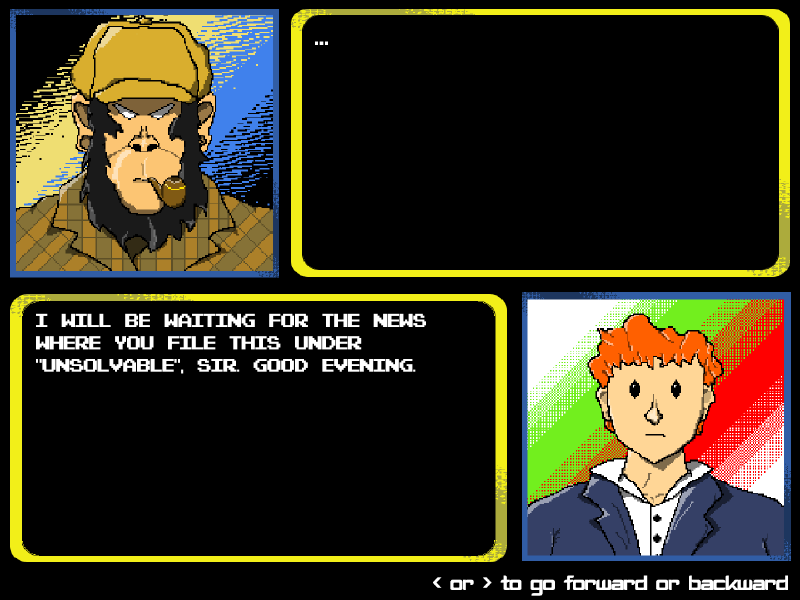 ...
I WILL BE WAITING FOR THE NEWS
WHERE YOU FILE THIS UNDER
"UNSOLVABLE", SIR. GOOD EVENING.
< or > to go forward or backward